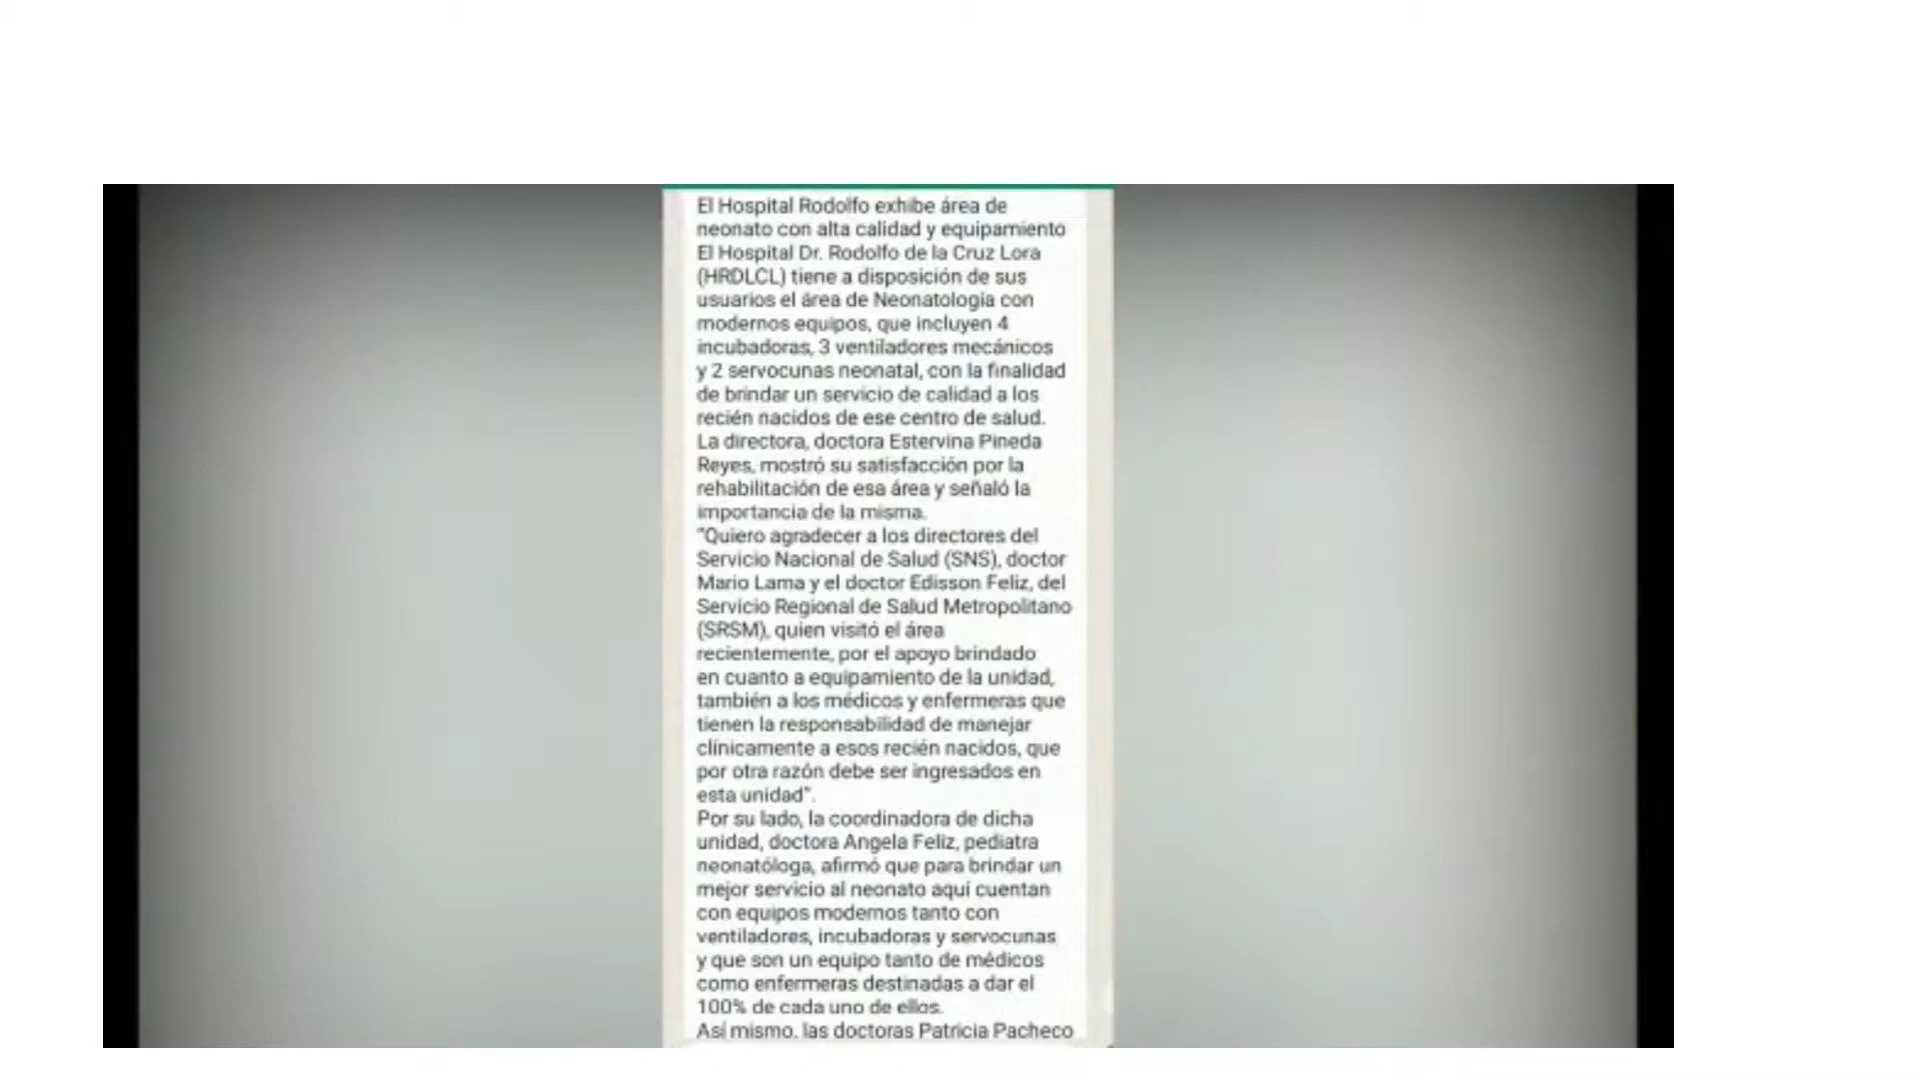 El Hospital Rodolfo exhibe área de
neonato con alta calidad y equipamiento
El Hospital Dr. Rodolfo de la Cruz Lora
(HRDLCL) tiene a disposición de sus
usuarios el área de Neonatología con
modernos equipos, que incluyen 4
incubadoras, 3 ventiladores mecánicos
y 2 servocunas neonatal, con la finalidad
de brindar un servicio de calidad a los
recién nacidos de ese centro de salud.
La directora, doctora Estervina Pineda
Reyes, mostró su satisfacción por la
rehabilitación de esa área y señaló la
importancia de la misma.
"Quiero agradecer a los directores del
Servicio Nacional de Salud (SNS), doctor
Mario Lama y el doctor Edisson Feliz, del
Servicio Regional de Salud Metropolitano
(SRSM), quien visitó el área
recientemente, por el apoyo brindado
en cuanto a equipamiento de la unidad,
también a los médicos y enfermeras que
tienen la responsabilidad de manejar
clínicamente a esos recién nacidos, que
por otra razón debe ser ingresados en
esta unidad".
Por su lado, la coordinadora de dicha
unidad, doctora Angela Feliz, pediatra
neonatóloga, afirmó que para brindar un
mejor servicio al neonato aquí cuentan
con equipos modernos tanto con
ventiladores, incubadoras y servocunas
y que son un equipo tanto de médicos
como enfermeras destinadas a dar el
100% de cada uno de ellos.
Así mismo, las doctoras Patricia Pacheco